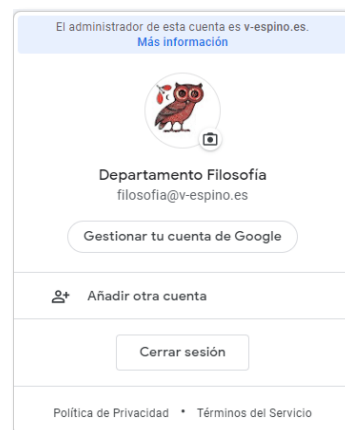 El administrador de esta cuenta es v-espino.es.
Más información
Departamento Filosofía
filosofia@v-espino.es
Gestionar tu cuenta de Google
Añadir otra cuenta
Cerrar sesión
Política de Privacidad • Términos del Servicio